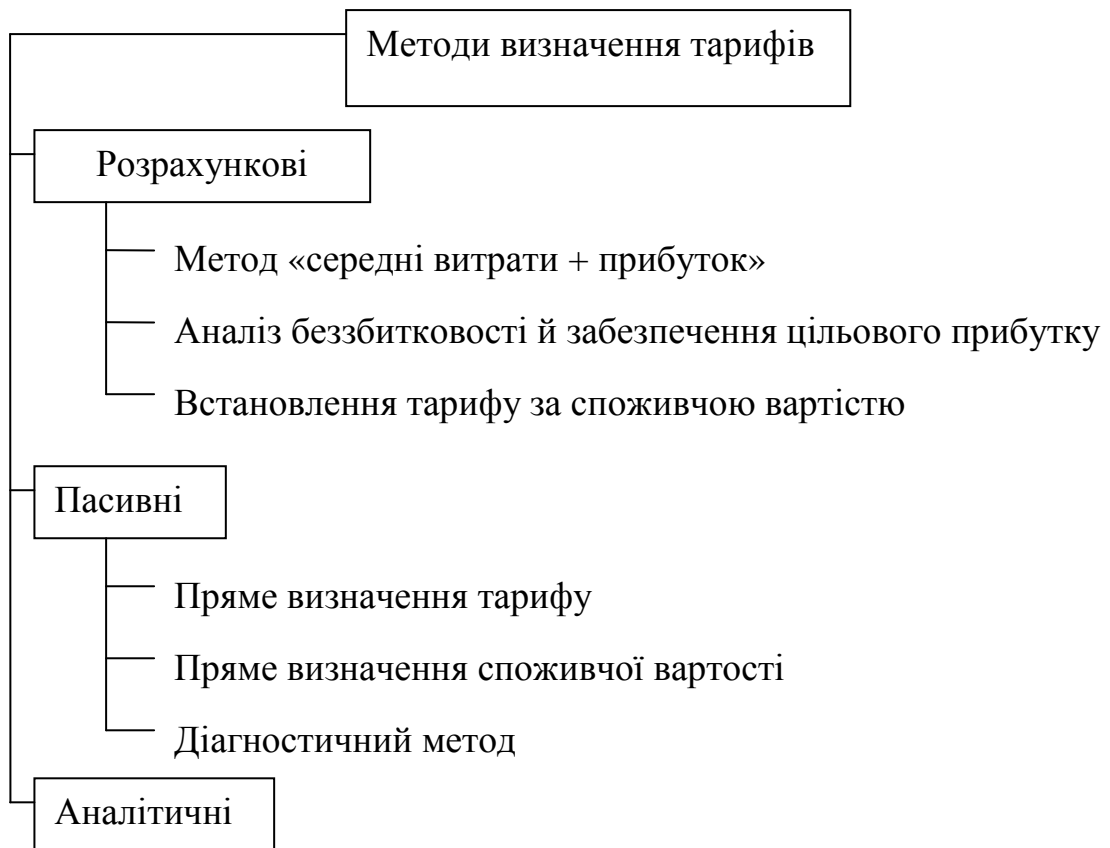 Методи визначення тарифів
Розрахункові
Метод «середні витрати + прибуток»
Аналіз беззбитковості й забезпечення цільового прибутку
Встановлення тарифу за споживчою вартістю
Пасивні
Пряме визначення тарифу
Пряме визначення споживчої вартості
Діагностичний метод
Аналітичні